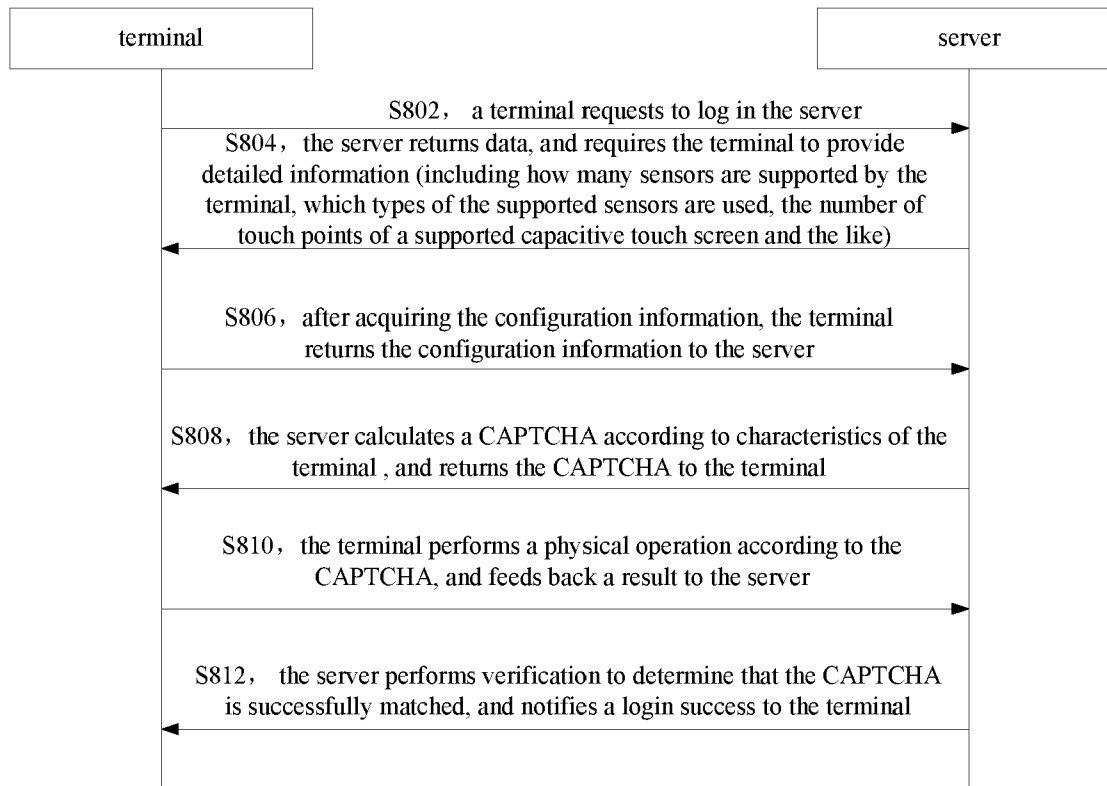 terminal
server
S802， a terminal requests to log in the server
S804，the server returns data, and requires the terminal to provide
detailed information (including how many sensors are supported by the
terminal, which types of the supported sensors are used, the number of
touch points of a supported capacitive touch screen and the like)
S806，after acquiring the configuration information, the terminal
returns the configuration information to the server
S808，the server calculates a CAPTCHA according to characteristics of the
terminal , and returns the CAPTCHA to the terminal
S810，the terminal performs a physical operation according to the
CAPTCHA, and feeds back a result to the server
S812， the server performs verification to determine that the CAPTCHA
is successfully matched, and notifies a login success to the terminal